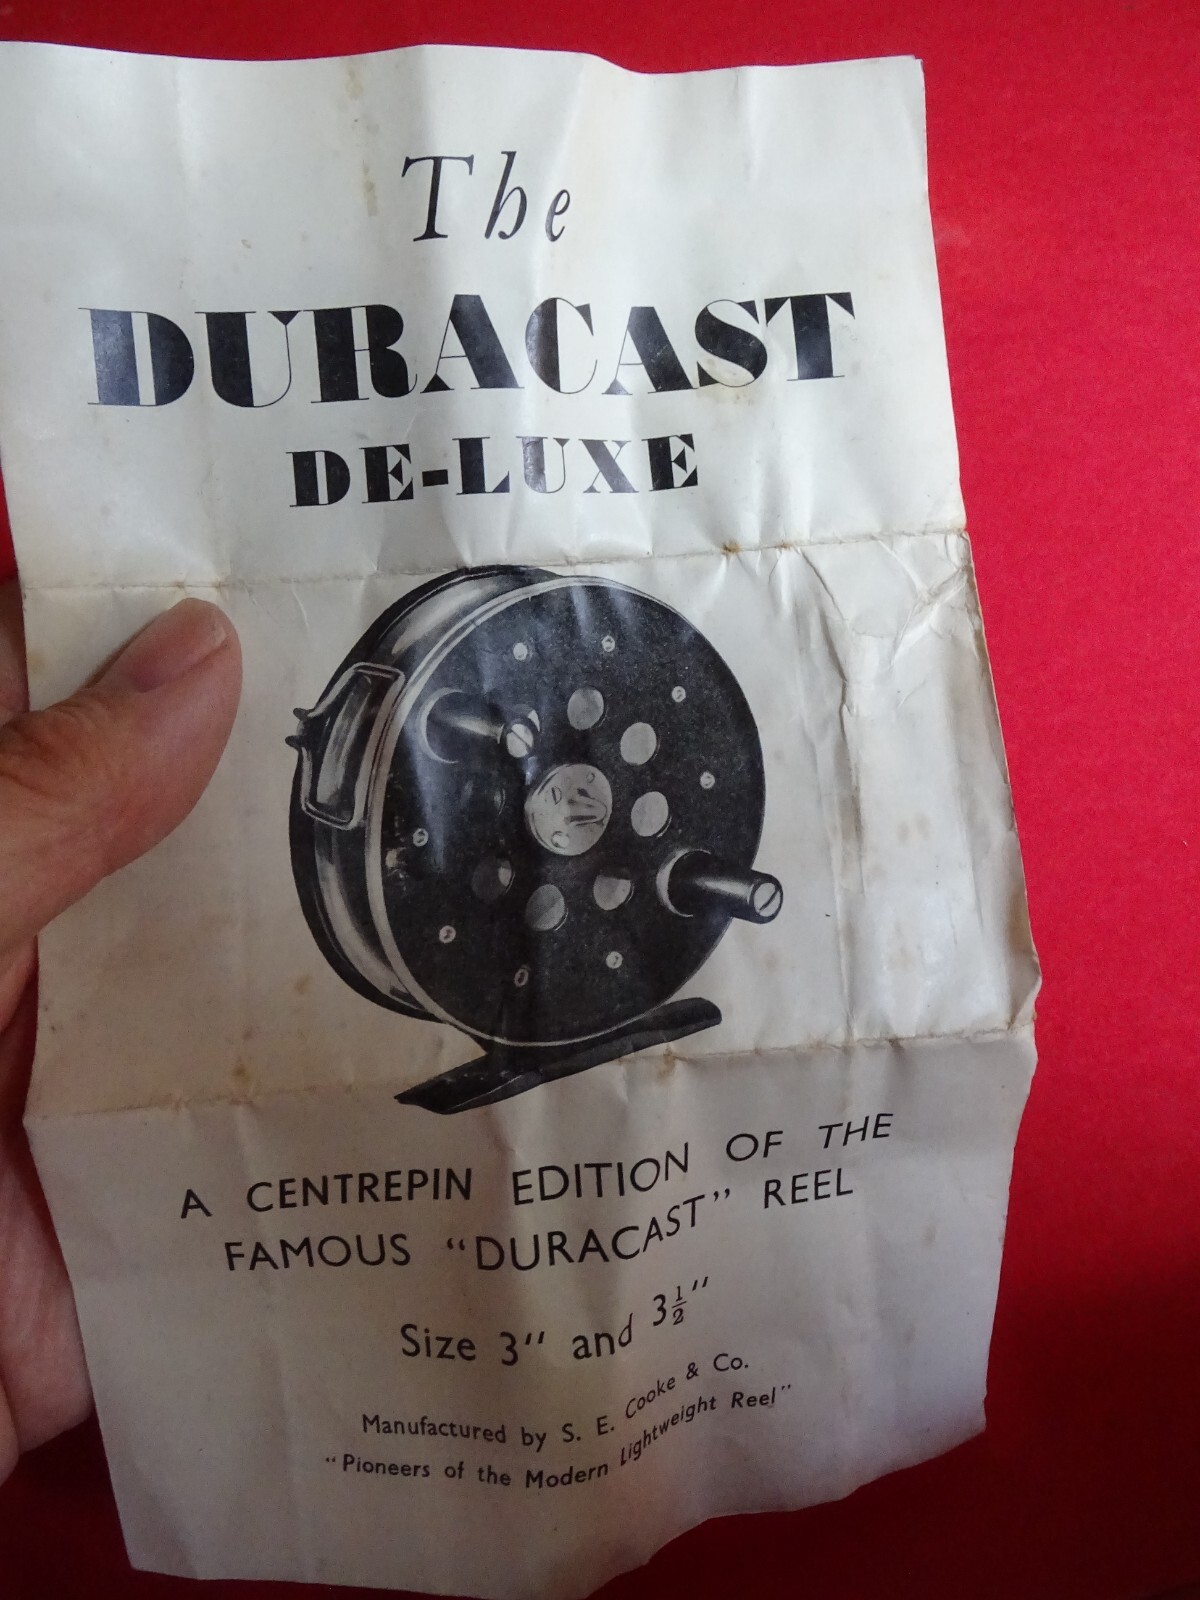 The
DURACAST
DE-LUXE
A CENTREPIN EDITION OF THE
FAMOUS "DURACAST" REEL
Size 3" and 3½"
Manufactured by S. E. Cooke & Co.
"Pioneers of the Modern Lightweight Reel"